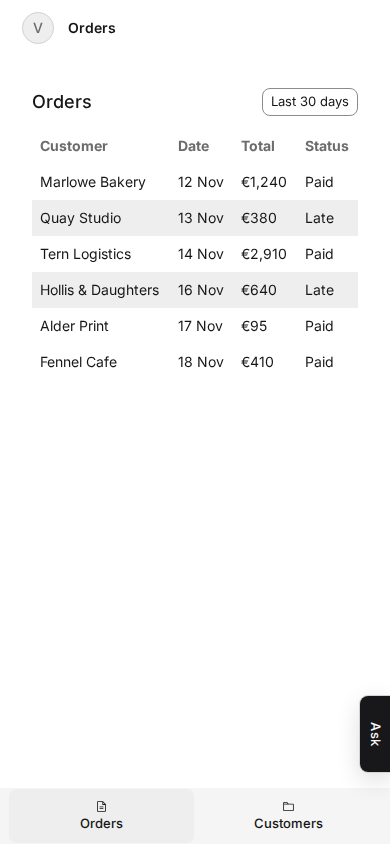 V Orders
Orders Last 30 days
Customer Date Total Status
Marlowe Bakery 12 Nov €1,240 Paid
Quay Studio 13 Nov €380 Late
Tern Logistics 14 Nov €2,910 Paid
Hollis & Daughters 16 Nov €640 Late
Alder Print 17 Nov €95 Paid
Fennel Cafe 18 Nov €410 Paid
Ask
Orders Customers